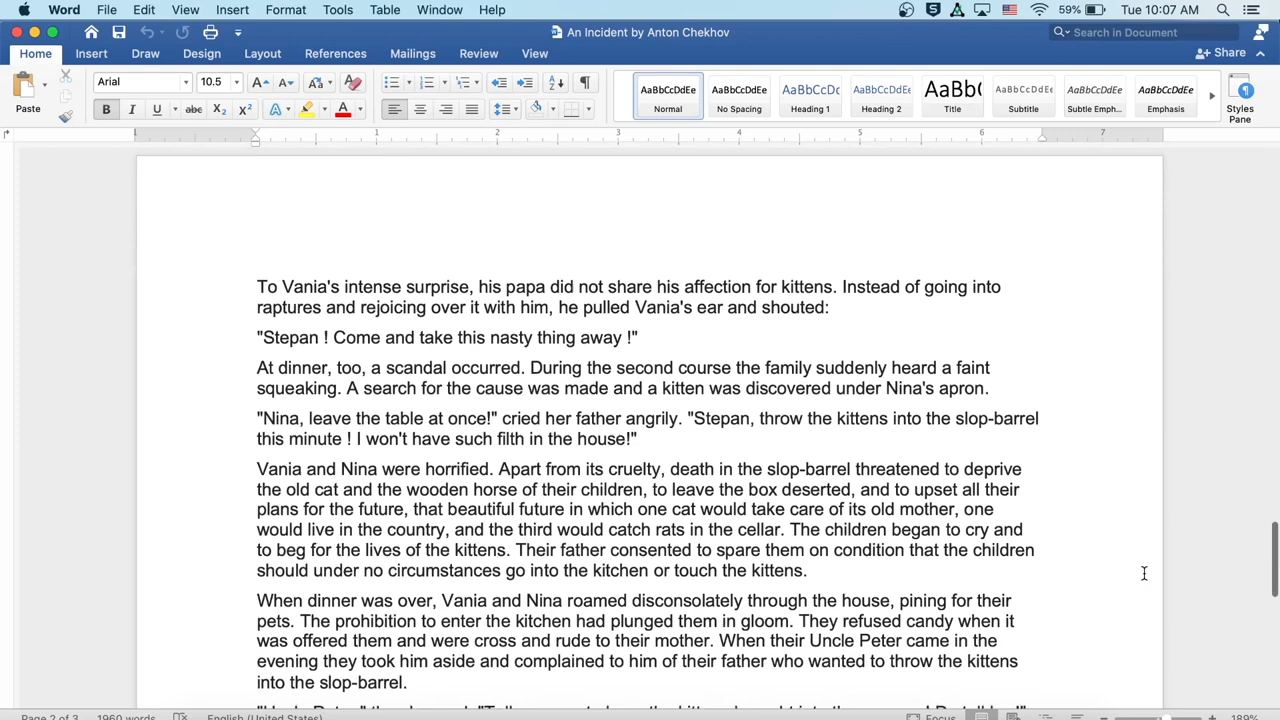 Word File Edit View Insert Format Tools Table Window Help 59% Tue 10:07 AM
An Incident by Anton Chekhov
Search in Document
Home Insert Draw Design Layout References Mailings Review View
Share
Paste
Arial 10.5
AaBbCcDdEe AaBbCcDdEe AaBbCcDc AaBbCcDdEe AaBbC AaBbCcDdEe AaBbCcDdEe AaBbCcDdEe
Normal No Spacing Heading 1 Heading 2 Title Subtitle Subtle Emph... Emphasis
Styles
Pane
1 1 2 3 4 5 6 7
To Vania's intense surprise, his papa did not share his affection for kittens. Instead of going into
raptures and rejoicing over it with him, he pulled Vania's ear and shouted:
"Stepan ! Come and take this nasty thing away !"
At dinner, too, a scandal occurred. During the second course the family suddenly heard a faint
squeaking. A search for the cause was made and a kitten was discovered under Nina's apron.
"Nina, leave the table at once!" cried her father angrily. "Stepan, throw the kittens into the slop-barrel
this minute ! I won't have such filth in the house!"
Vania and Nina were horrified. Apart from its cruelty, death in the slop-barrel threatened to deprive
the old cat and the wooden horse of their children, to leave the box deserted, and to upset all their
plans for the future, that beautiful future in which one cat would take care of its old mother, one
would live in the country, and the third would catch rats in the cellar. The children began to cry and
to beg for the lives of the kittens. Their father consented to spare them on condition that the children
should under no circumstances go into the kitchen or touch the kittens.
When dinner was over, Vania and Nina roamed disconsolately through the house, pining for their
pets. The prohibition to enter the kitchen had plunged them in gloom. They refused candy when it
was offered them and were cross and rude to their mother. When their Uncle Peter came in the
evening they took him aside and complained to him of their father who wanted to throw the kittens
into the slop-barrel.
Page 2 of 3 1960 words English (United States) Focus 189%